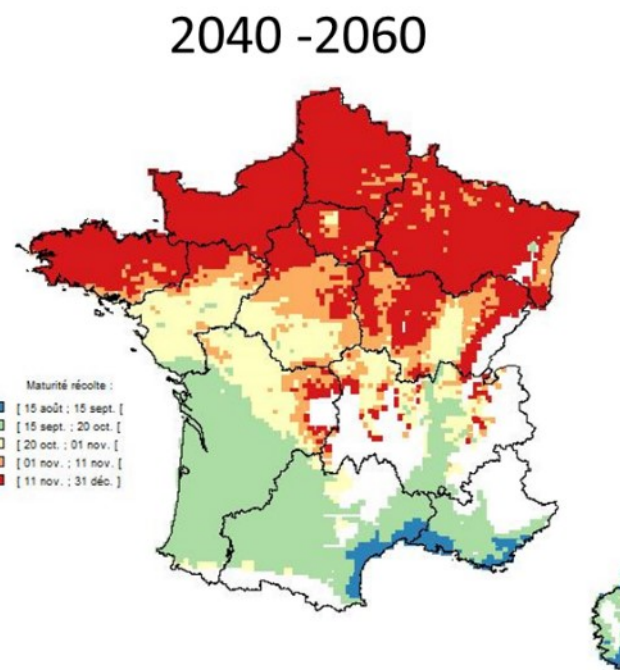 2040 -2060
Maturité récolte :
[ 15 août ; 15 sept. [
[ 15 sept. ; 20 oct. [
[ 20 oct. ; 01 nov. [
[ 01 nov. ; 11 nov. [
[ 11 nov. ; 31 déc. ]